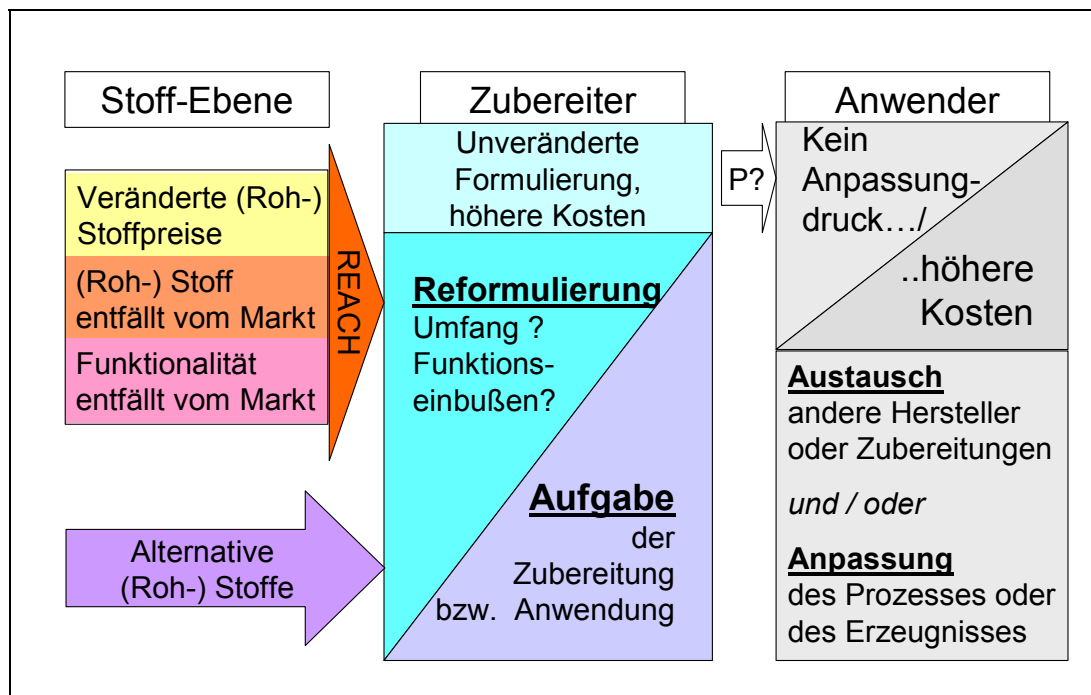 Stoff-Ebene
Veränderte (Roh-)
Stoffpreise
(Roh-) Stoff
entfällt vom Markt
Funktionalität
entfällt vom Markt
REACH
Alternative
(Roh-) Stoffe
Zubereiter
Unveränderte
Formulierung,
höhere Kosten
Reformulierung
Umfang ?
Funktions-
einbußen?
Aufgabe
der
Zubereitung
bzw. Anwendung
P?
Anwender
Kein
Anpassung-
druck…/
..höhere
Kosten
Austausch
andere Hersteller
oder Zubereitungen
und / oder
Anpassung
des Prozesses oder
des Erzeugnisses